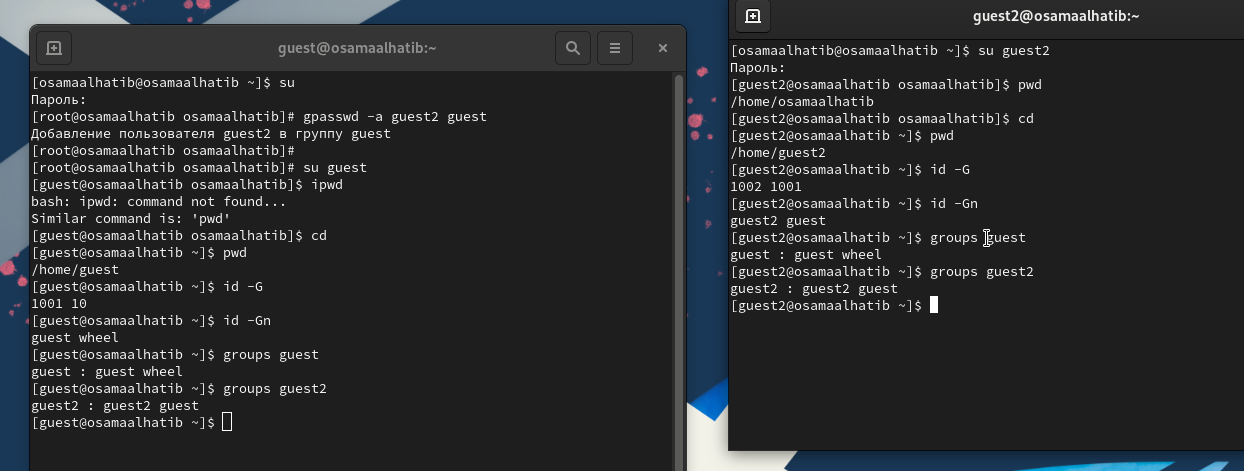 guest@osamaalhatib:~
[osamaalhatib@osamaalhatib ~]$ su
Пароль:
[root@osamaalhatib osamaalhatib]# gpasswd -a guest2 guest
Добавление пользователя guest2 в группу guest
[root@osamaalhatib osamaalhatib]#
[root@osamaalhatib osamaalhatib]# su guest
[guest@osamaalhatib osamaalhatib]$ ipwd
bash: ipwd: command not found...
Similar command is: 'pwd'
[guest@osamaalhatib osamaalhatib]$ cd
[guest@osamaalhatib ~]$ pwd
/home/guest
[guest@osamaalhatib ~]$ id -G
1001 10
[guest@osamaalhatib ~]$ id -Gn
guest wheel
[guest@osamaalhatib ~]$ groups guest
guest : guest wheel
[guest@osamaalhatib ~]$ groups guest2
guest2 : guest2 guest
[guest@osamaalhatib ~]$
guest2@osamaalhatib:~
[osamaalhatib@osamaalhatib ~]$ su guest2
Пароль:
[guest2@osamaalhatib osamaalhatib]$ pwd
/home/osamaalhatib
[guest2@osamaalhatib osamaalhatib]$ cd
[guest2@osamaalhatib ~]$ pwd
/home/guest2
[guest2@osamaalhatib ~]$ id -G
1002 1001
[guest2@osamaalhatib ~]$ id -Gn
guest2 guest
[guest2@osamaalhatib ~]$ groups guest
guest : guest wheel
[guest2@osamaalhatib ~]$ groups guest2
guest2 : guest2 guest
[guest2@osamaalhatib ~]$